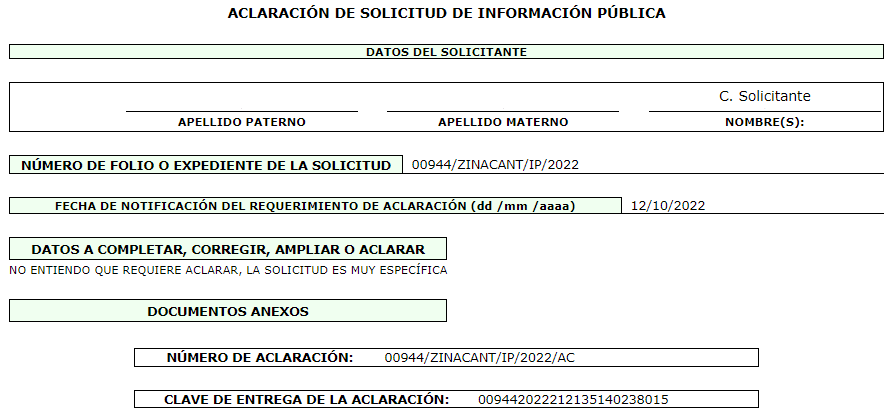 ACLARACIÓN DE SOLICITUD DE INFORMACIÓN PÚBLICA
DATOS DEL SOLICITANTE
C. Solicitante
APELLIDO PATERNO APELLIDO MATERNO NOMBRE(S):
NÚMERO DE FOLIO O EXPEDIENTE DE LA SOLICITUD 00944/ZINACANT/IP/2022
FECHA DE NOTIFICACIÓN DEL REQUERIMIENTO DE ACLARACIÓN (dd /mm /aaaa) 12/10/2022
DATOS A COMPLETAR, CORREGIR, AMPLIAR O ACLARAR
NO ENTIENDO QUE REQUIERE ACLARAR, LA SOLICITUD ES MUY ESPECÍFICA
DOCUMENTOS ANEXOS
NÚMERO DE ACLARACIÓN: 00944/ZINACANT/IP/2022/AC
CLAVE DE ENTREGA DE LA ACLARACIÓN: 009442022212135140238015